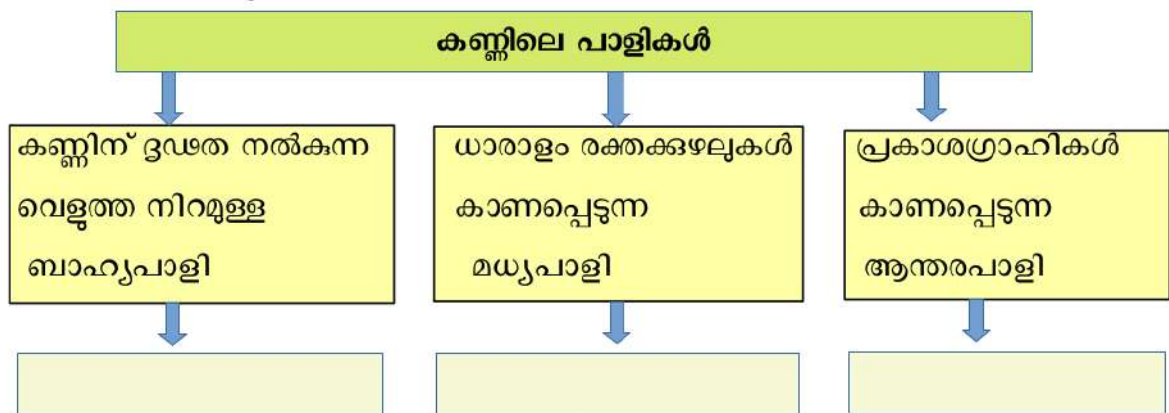 കണ്ണിലെ പാളികൾ
കണ്ണിന് ദൃഢത നൽകുന്ന
വെളുത്ത നിറമുള്ള
ബാഹ്യപാളി
ധാരാളം രക്തക്കുഴലുകൾ
കാണപ്പെടുന്ന
മധ്യപാളി
പ്രകാശഗ്രാഹികൾ
കാണപ്പെടുന്ന
ആന്തരപാളി